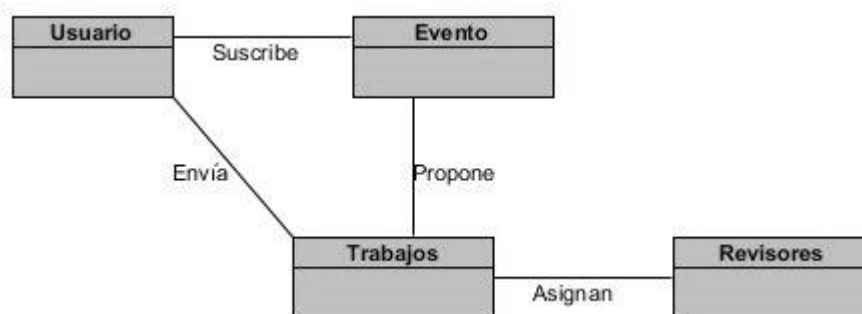 Usuario
Evento
Suscribe
Envía
Propone
Trabajos
Revisores
Asignan